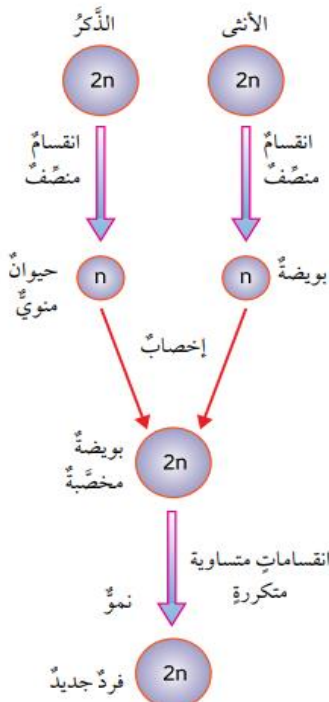 الأنثى
الذَّكرُ
2n
2n
انقسامٌ
منصِّفٌ
انقسامٌ
منصِّفٌ
بويضةٌ
n
n
حيوانٌ
منويٌّ
إخصابٌ
بويضةٌ
مخصَّبةٌ
2n
انقساماتٍ متساوية
متكررةٍ
نموٌّ
2n
فردٌ جديدٌ